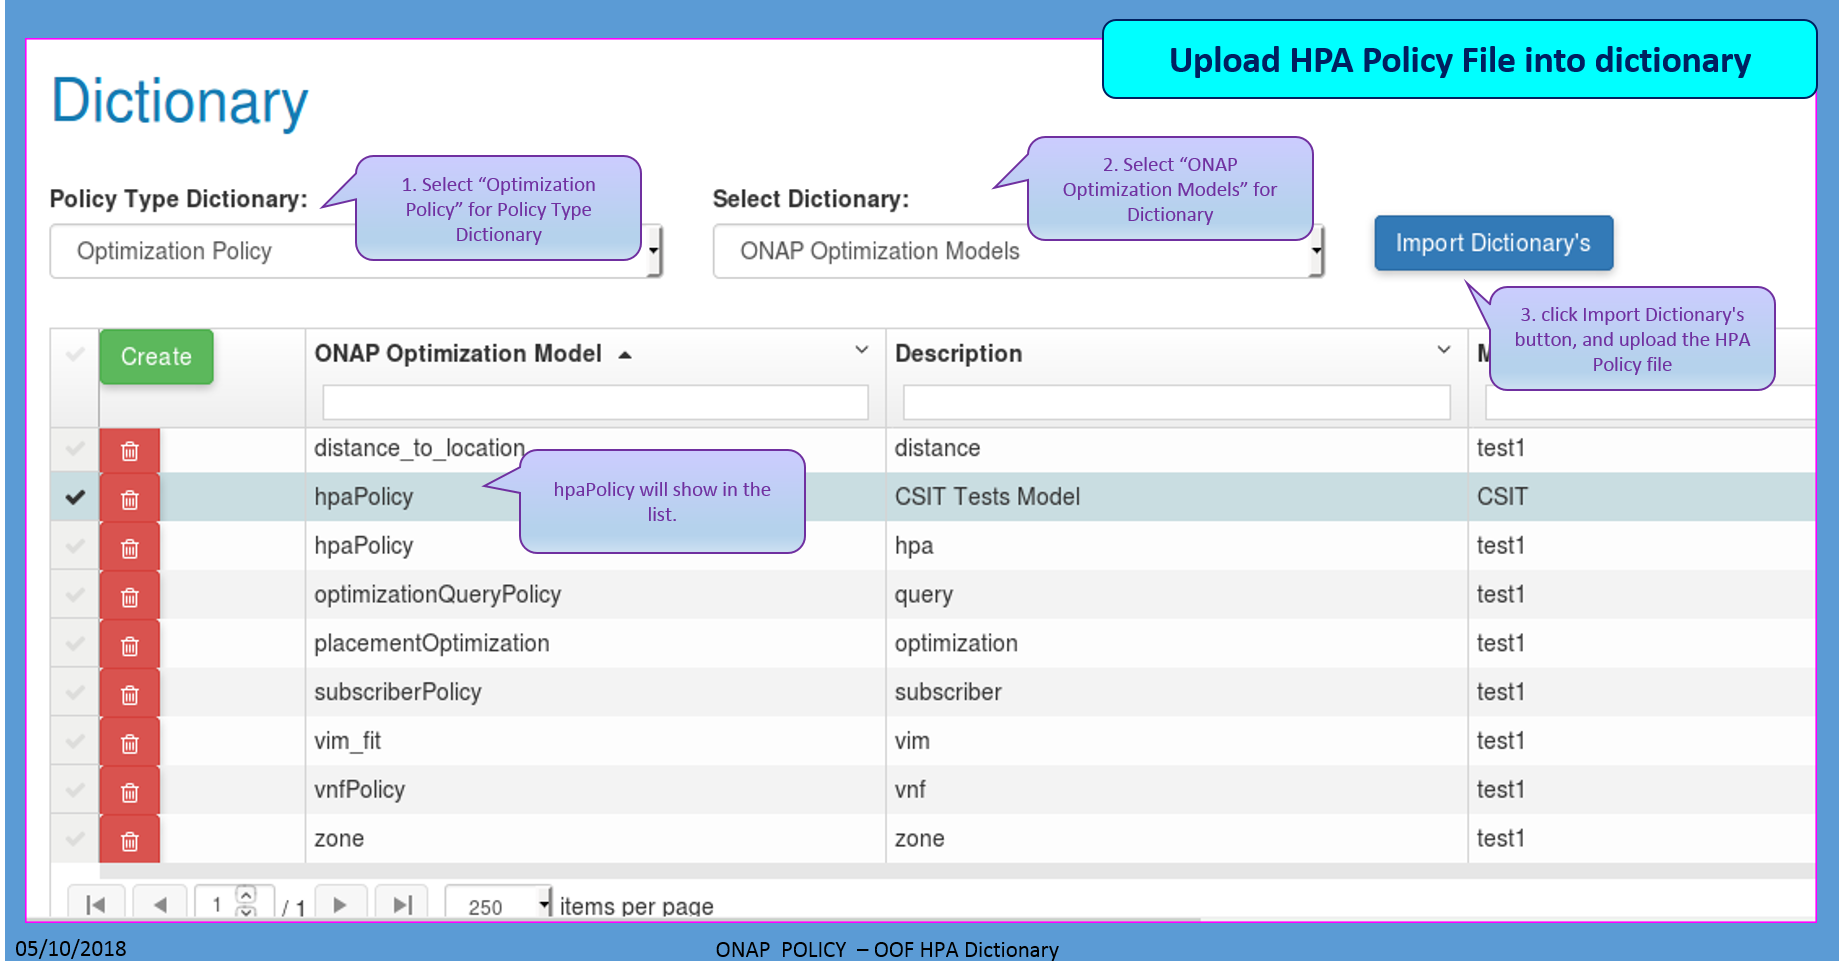 Upload HPA Policy File into dictionary
Dictionary
1. Select “Optimization
Policy” for Policy Type
Dictionary
2. Select “ONAP
Optimization Models” for
Dictionary
Policy Type Dictionary:
Select Dictionary:
Optimization Policy
ONAP Optimization Models
Import Dictionary's
3. click Import Dictionary's
button, and upload the HPA
Policy file
Create
ONAP Optimization Model
Description
distance_to_location distance test1
hpaPolicy CSIT Tests Model CSIT
hpaPolicy will show in the
list.
hpaPolicy hpa test1
optimizationQueryPolicy query test1
placementOptimization optimization test1
subscriberPolicy subscriber test1
vim_fit vim test1
vnfPolicy vnf test1
zone zone test1
1 / 1 250 items per page
05/10/2018
ONAP POLICY – OOF HPA Dictionary